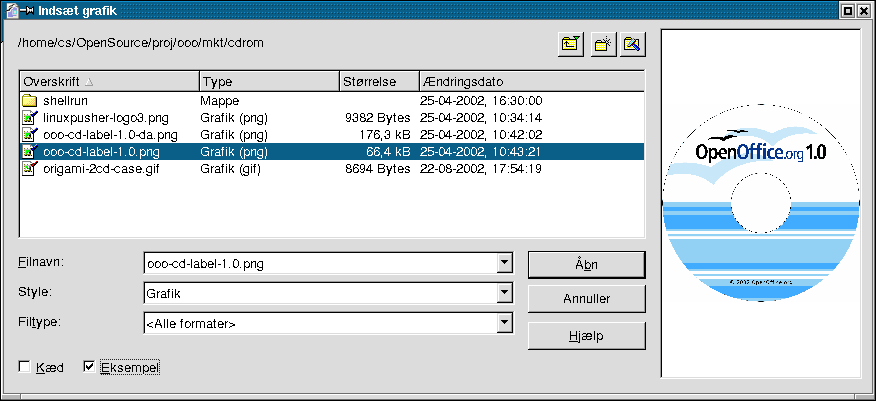 Indsæt grafik
/home/cs/OpenSource/proj/ooo/mkt/cdrom
Overskrift Type Størrelse Ændringsdato
shellrun Mappe 25-04-2002, 16:30:00
linuxpusher-logo3.png Grafik (png) 9382 Bytes 25-04-2002, 10:34:14
ooo-cd-label-1.0-da.png Grafik (png) 176,3 kB 25-04-2002, 10:42:02
ooo-cd-label-1.0.png Grafik (png) 66,4 kB 25-04-2002, 10:43:21
origami-2cd-case.gif Grafik (gif) 8694 Bytes 22-08-2002, 17:54:19
Filnavn: ooo-cd-label-1.0.png Åbn
Style: Grafik Annuller
Filtype: <Alle formater> Hjælp
Kæd Eksempel
OpenOffice.org 1.0
© 2002 OpenOffice.org